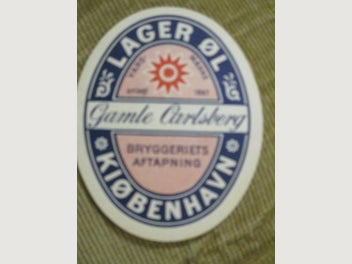 LAGER ØL
Gamle Carlsberg
BRYGGERIETS
AFTAPNING
KIØBENHAVN